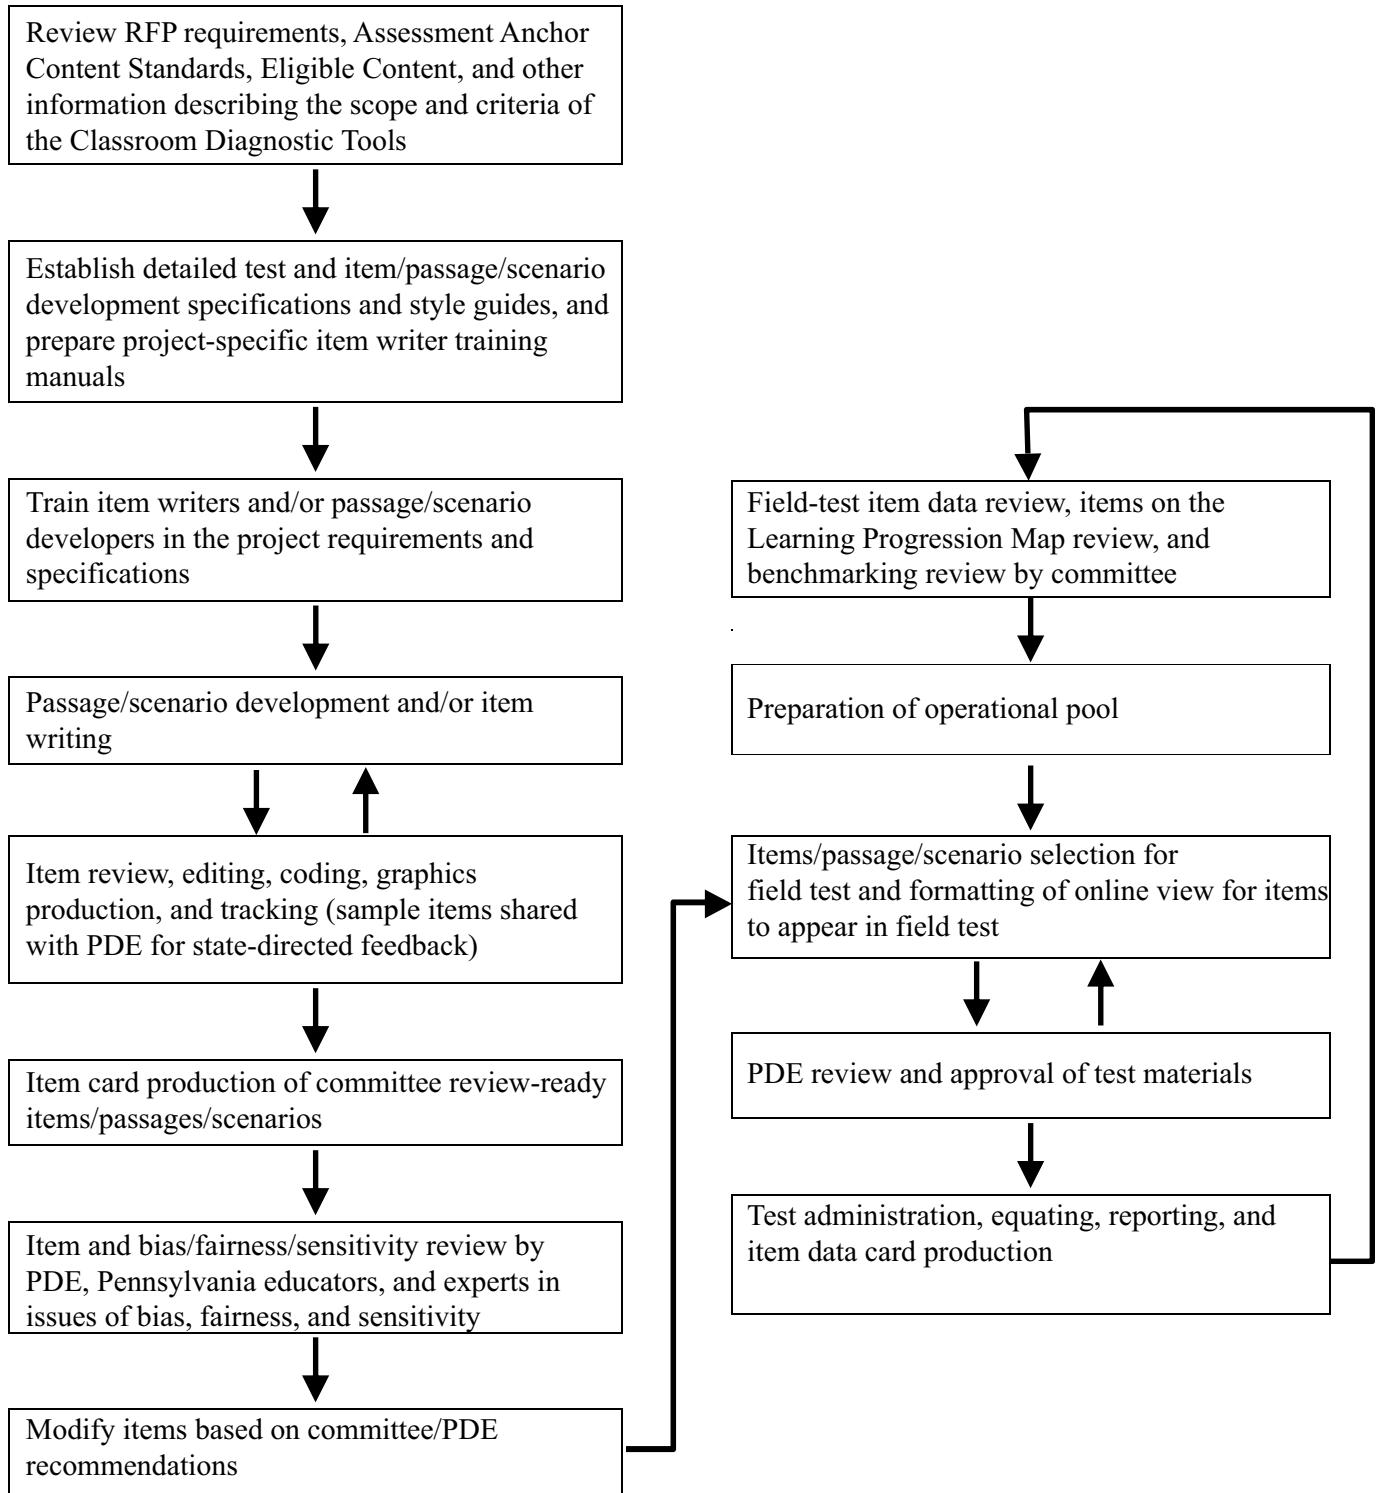 Review RFP requirements, Assessment Anchor
Content Standards, Eligible Content, and other
information describing the scope and criteria of
the Classroom Diagnostic Tools
Establish detailed test and item/passage/scenario
development specifications and style guides, and
prepare project-specific item writer training
manuals
Train item writers and/or passage/scenario
developers in the project requirements and
specifications
Passage/scenario development and/or item
writing
Item review, editing, coding, graphics
production, and tracking (sample items shared
with PDE for state-directed feedback)
Item card production of committee review-ready
items/passages/scenarios
Item and bias/fairness/sensitivity review by
PDE, Pennsylvania educators, and experts in
issues of bias, fairness, and sensitivity
Modify items based on committee/PDE
recommendations
Field-test item data review, items on the
Learning Progression Map review, and
benchmarking review by committee
Preparation of operational pool
Items/passage/scenario selection for
field test and formatting of online view for items
to appear in field test
PDE review and approval of test materials
Test administration, equating, reporting, and
item data card production